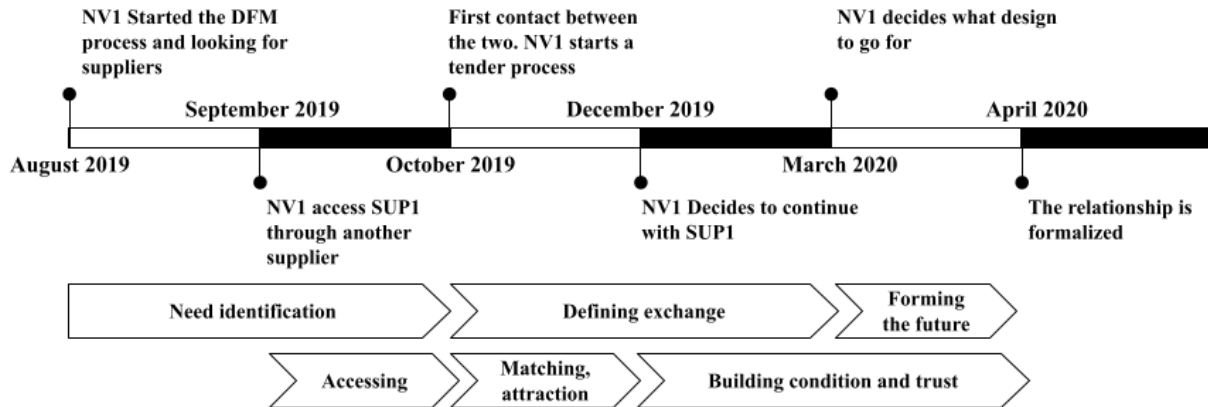 NV1 Started the DFM
process and looking for
suppliers
First contact between
the two. NV1 starts a
tender process
NV1 decides what design
to go for
September 2019
December 2019
April 2020
August 2019
October 2019
March 2020
NV1 access SUP1
through another
supplier
NV1 Decides to continue
with SUP1
The relationship is
formalized
Need identification
Defining exchange
Forming
the future
Accessing
Matching,
attraction
Building condition and trust